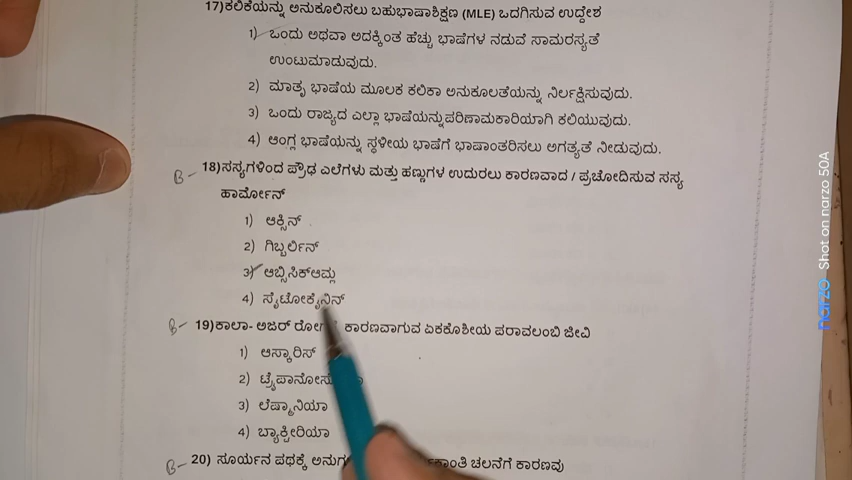 17)ಕಲಿಕೆಯನ್ನು ಅನುಕೂಲಿಸಲು ಬಹುಭಾಷಾಶಿಕ್ಷಣ (MLE) ಒದಗಿಸುವ ಉದ್ದೇಶ
1) ಒಂದು ಅಥವಾ ಅದಕ್ಕಿಂತ ಹೆಚ್ಚು ಭಾಷೆಗಳ ನಡುವೆ ಸಾಮರಸ್ಯತೆ
ಉಂಟುಮಾಡುವುದು.
2) ಮಾತೃ ಭಾಷೆಯ ಮೂಲಕ ಕಲಿಕಾ ಅನುಕೂಲತೆಯನ್ನು ನಿರ್ಲಕ್ಷಿಸುವುದು.
3) ಒಂದು ರಾಜ್ಯದ ಎಲ್ಲಾ ಭಾಷೆಯನ್ನುಪರಿಣಾಮಕಾರಿಯಾಗಿ ಕಲಿಯುವುದು.
4) ಆಂಗ್ಲ ಭಾಷೆಯನ್ನು ಸ್ಥಳೀಯ ಭಾಷೆಗೆ ಭಾಷಾಂತರಿಸಲು ಅಗತ್ಯತೆ ನೀಡುವುದು.
B- 18)ಸಸ್ಯಗಳಿಂದ ಪ್ರೌಢ ಎಲೆಗಳು ಮತ್ತು ಹಣ್ಣುಗಳ ಉದುರಲು ಕಾರಣವಾದ / ಪ್ರಚೋದಿಸುವ ಸಸ್ಯ
ಹಾರ್ಮೋನ್
1) ಆಕ್ಸಿನ್
2) ಗಿಬ್ಬರ್ಲಿನ್
3) ಆಬ್ಸಿಸಿಕ್‌ಆಮ್ಲ
4) ಸೈಟೋಕೈನಿನ್
B- 19)ಕಾಲಾ- ಅಜರ್ ಕಾರಣವಾಗುವ ಏಕಕೋಶೀಯ ಪರಾವಲಂಬಿ ಜೀವಿ
1) ಆಸ್ಕಾರಿಸ್
2)
3) ಲೆಷ್ಮಾನಿಯಾ
4) ಬ್ಯಾಕ್ಟೀರಿಯಾ
B- 20) ಸೂರ್ಯನ ಪಥಕ್ಕೆ ಚಲನೆಗೆ ಕಾರಣವು
narzo Shot on narzo 50A